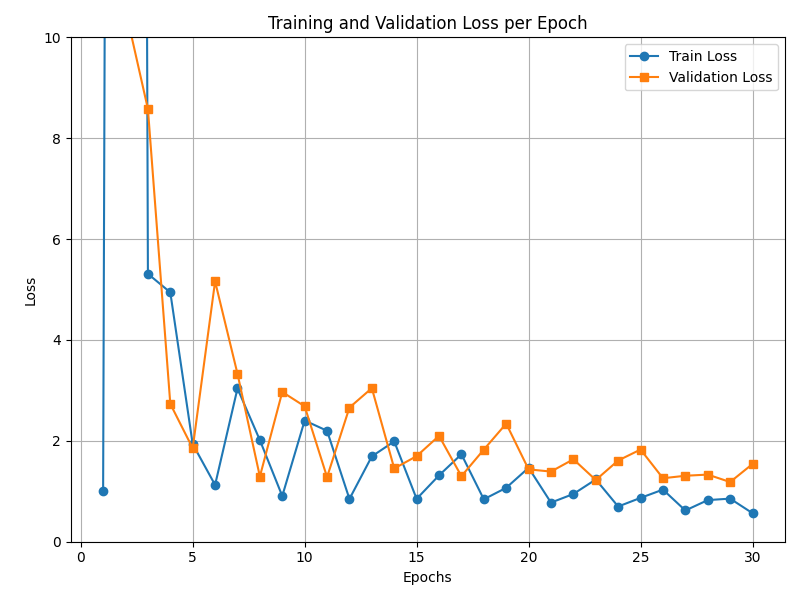 Training and Validation Loss per Epoch
Train Loss
Validation Loss
Loss
10
8
6
4
2
0
0 5 10 15 20 25 30
Epochs